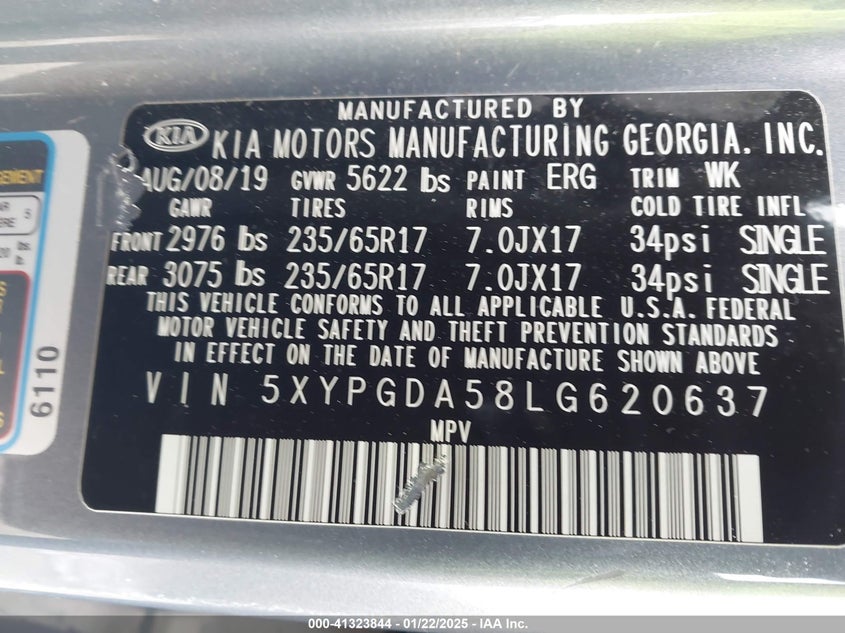 MANUFACTURED BY
KIA KIA MOTORS MANUFACTURING GEORGIA, INC.
AUG/08/19 GVWR 5622 lbs PAINT ERG TRIM WK
GAWR TIRES RIMS COLD TIRE INFL
FRONT 2976 lbs 235/65R17 7.0JX17 34psi SINGLE
REAR 3075 lbs 235/65R17 7.0JX17 34psi SINGLE
THIS VEHICLE CONFORMS TO ALL APPLICABLE U.S.A. FEDERAL
MOTOR VEHICLE SAFETY AND THEFT PREVENTION STANDARDS
IN EFFECT ON THE DATE OF MANUFACTURE SHOWN ABOVE
VIN 5XYPGDA58LG620637
MPV
6110
000-41323844 - 01/22/2025 - IAA Inc.